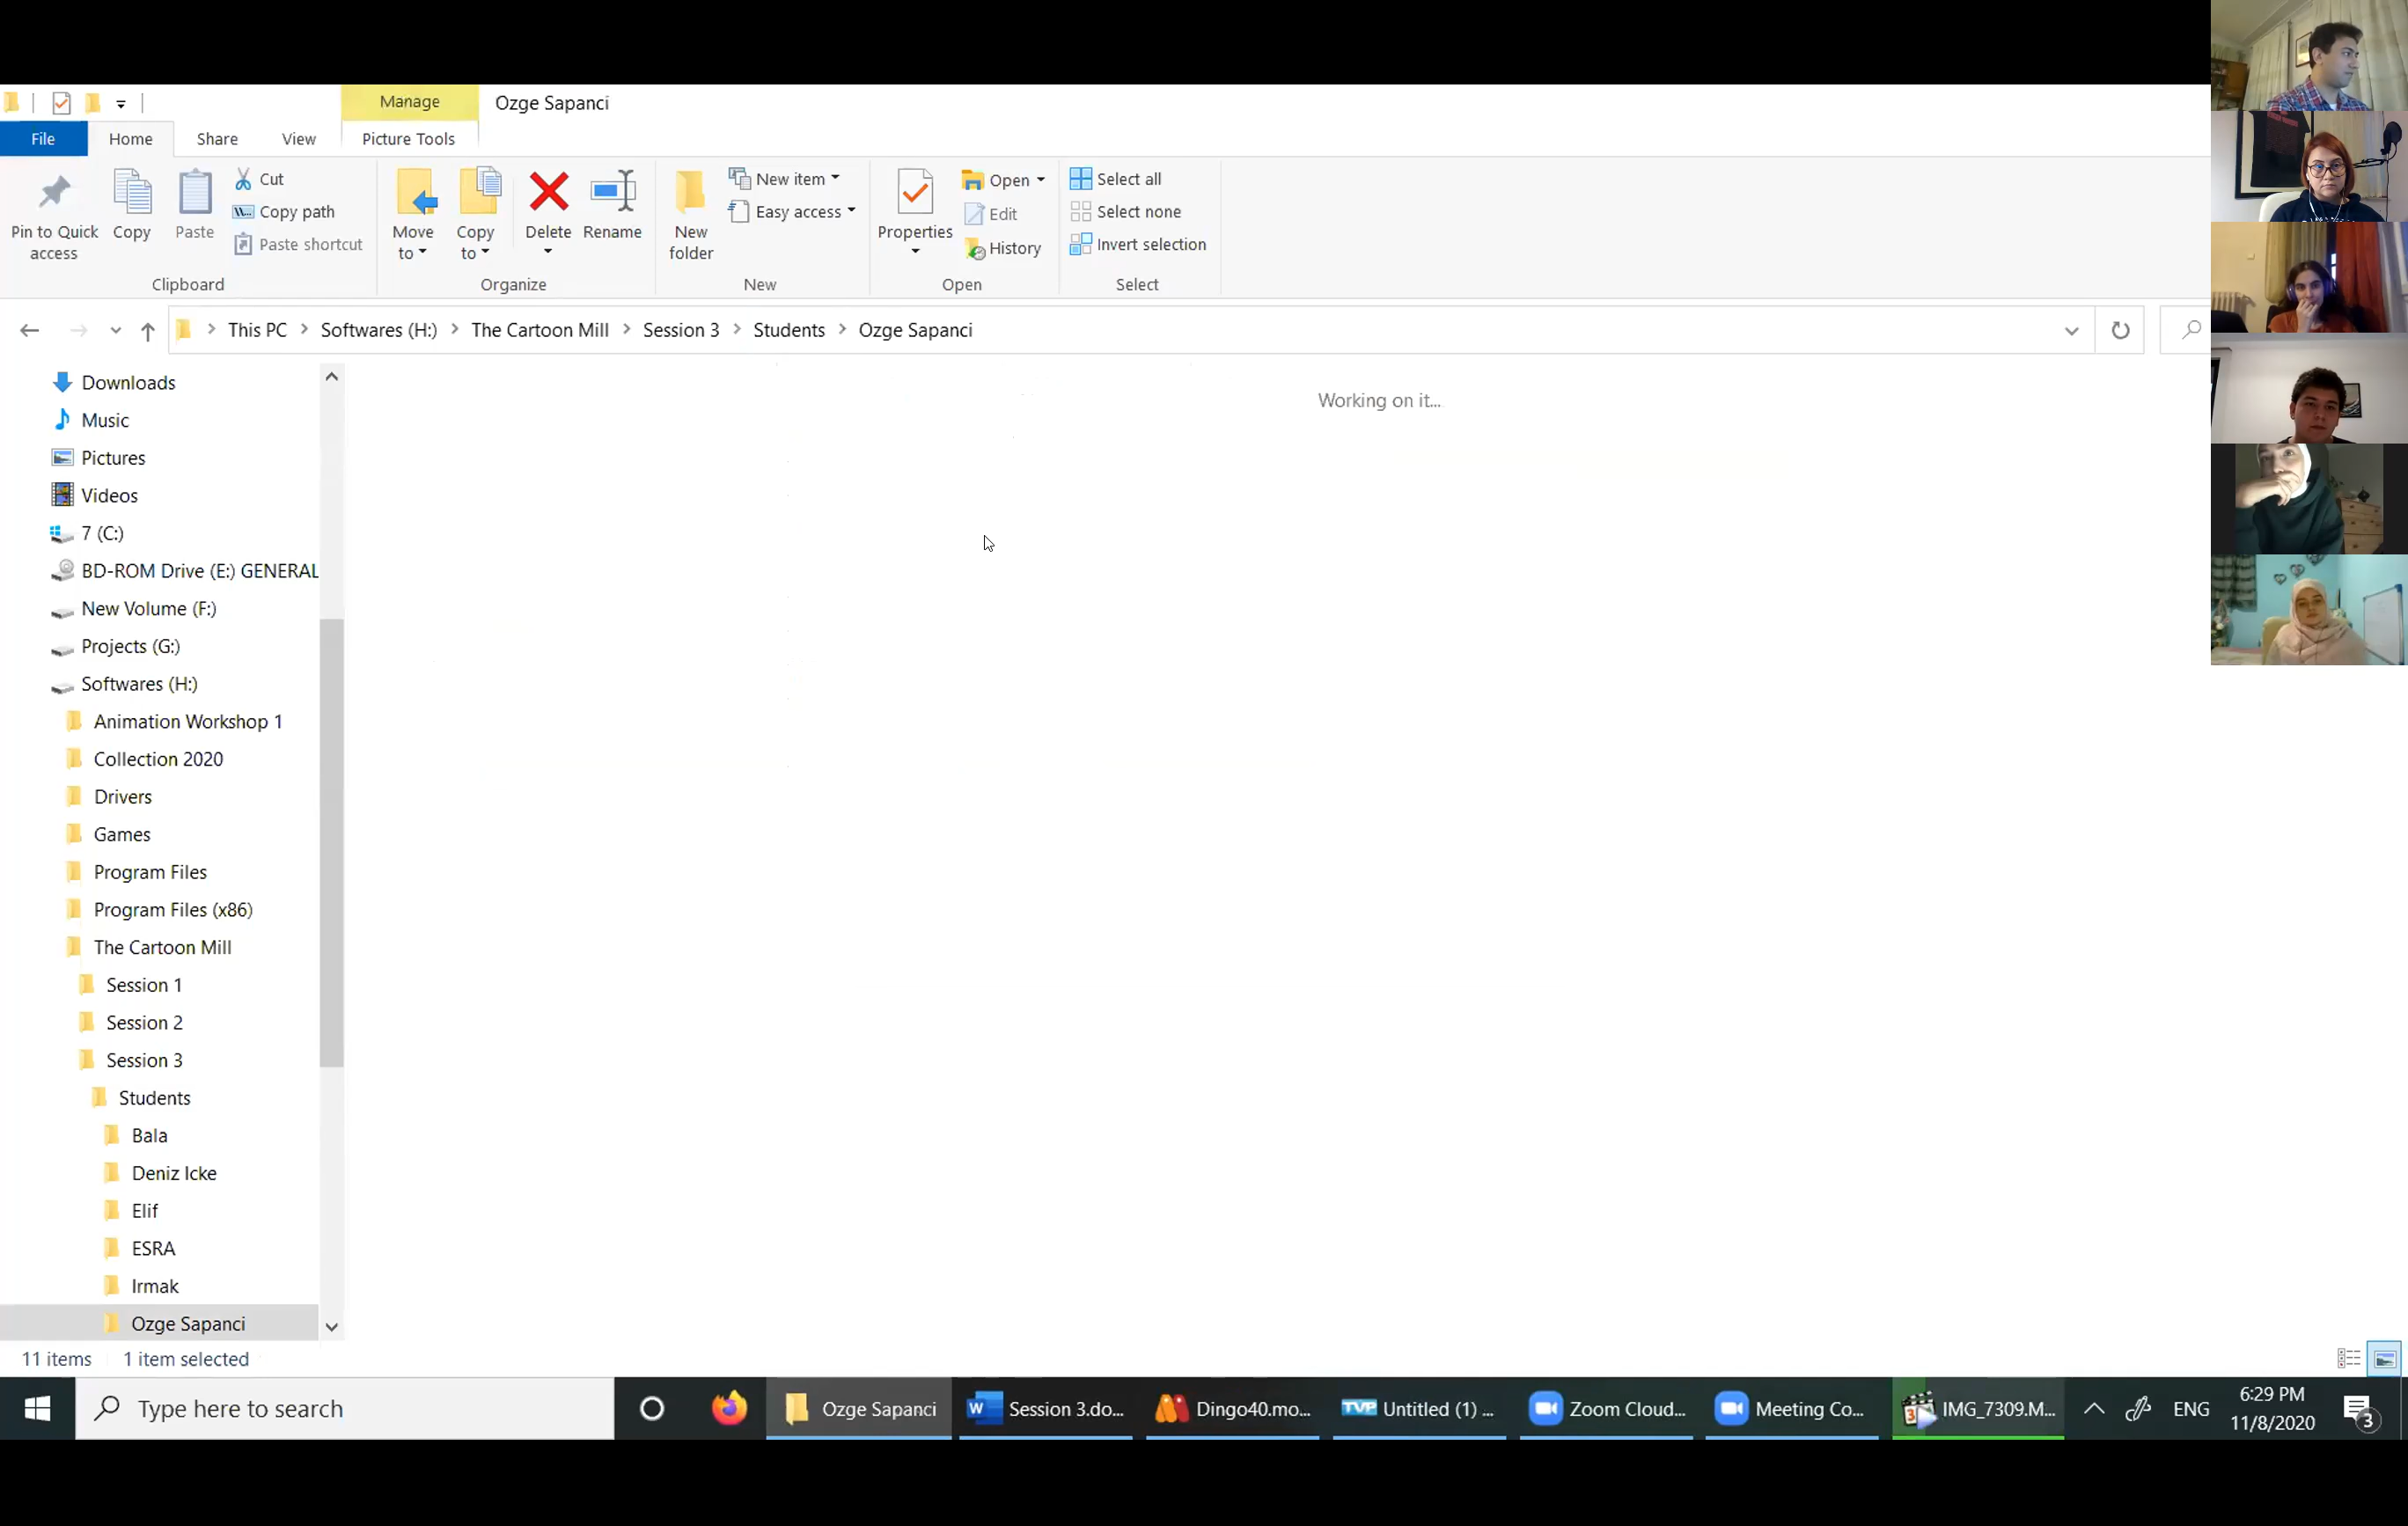 Manage
Ozge Sapanci
File
Home
Share
View
Picture Tools
Pin to Quick access
Copy
Paste
Cut
Copy path
Paste shortcut
Clipboard
Move to
Copy to
Delete
Rename
Organize
New folder
New item
Easy access
New
Properties
Open
Edit
History
Open
Select all
Select none
Invert selection
Select
This PC
Softwares (H:)
The Cartoon Mill
Session 3
Students
Ozge Sapanci
Working on it...
Downloads
Music
Pictures
Videos
7 (C:)
BD-ROM Drive (E:) GENERAL
New Volume (F:)
Projects (G:)
Softwares (H:)
Animation Workshop 1
Collection 2020
Drivers
Games
Program Files
Program Files (x86)
The Cartoon Mill
Session 1
Session 2
Session 3
Students
Bala
Deniz Icke
Elif
ESRA
Irmak
Ozge Sapanci
11 items
1 item selected
Type here to search
Ozge Sapanci
W
Session 3.do...
Dingo40.mo...
TVP
Untitled (1) ...
Zoom Cloud...
Meeting Co...
IMG_7309.M...
ENG
6:29 PM
11/8/2020
3